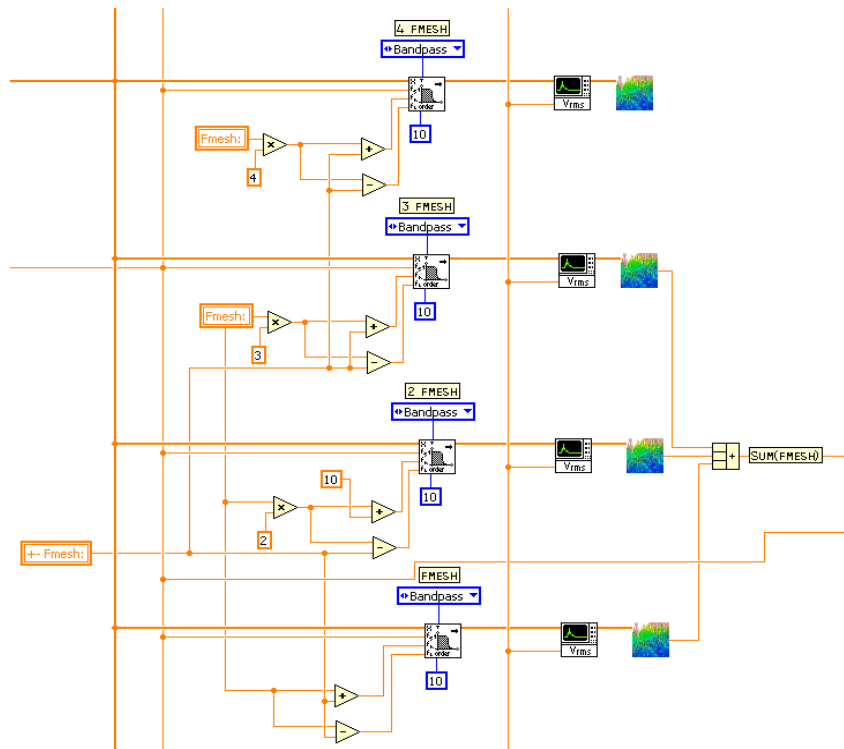 4 FMESH
Bandpass
10
Fmesh:
×
+
4
−
Vrms
3 FMESH
Bandpass
10
Fmesh:
×
+
3
−
Vrms
2 FMESH
Bandpass
10
10
×
+
2
−
Vrms
+
SUM(FMESH)
+- Fmesh:
FMESH
Bandpass
10
+
−
Vrms